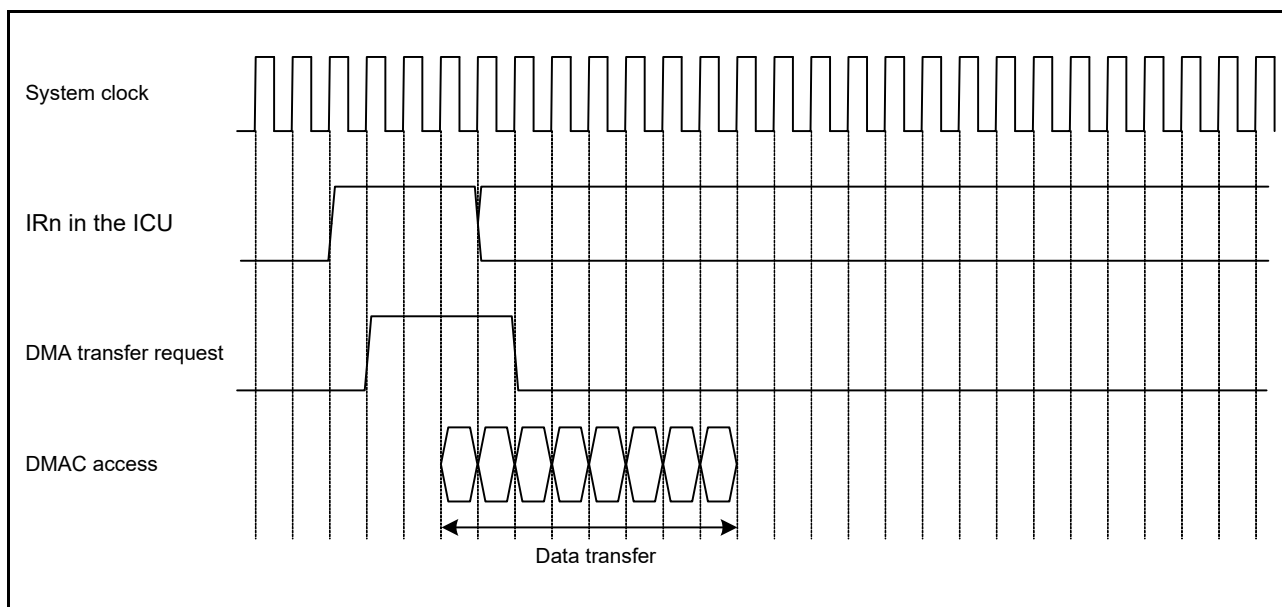 System clock
IRn in the ICU
DMA transfer request
DMAC access
Data transfer